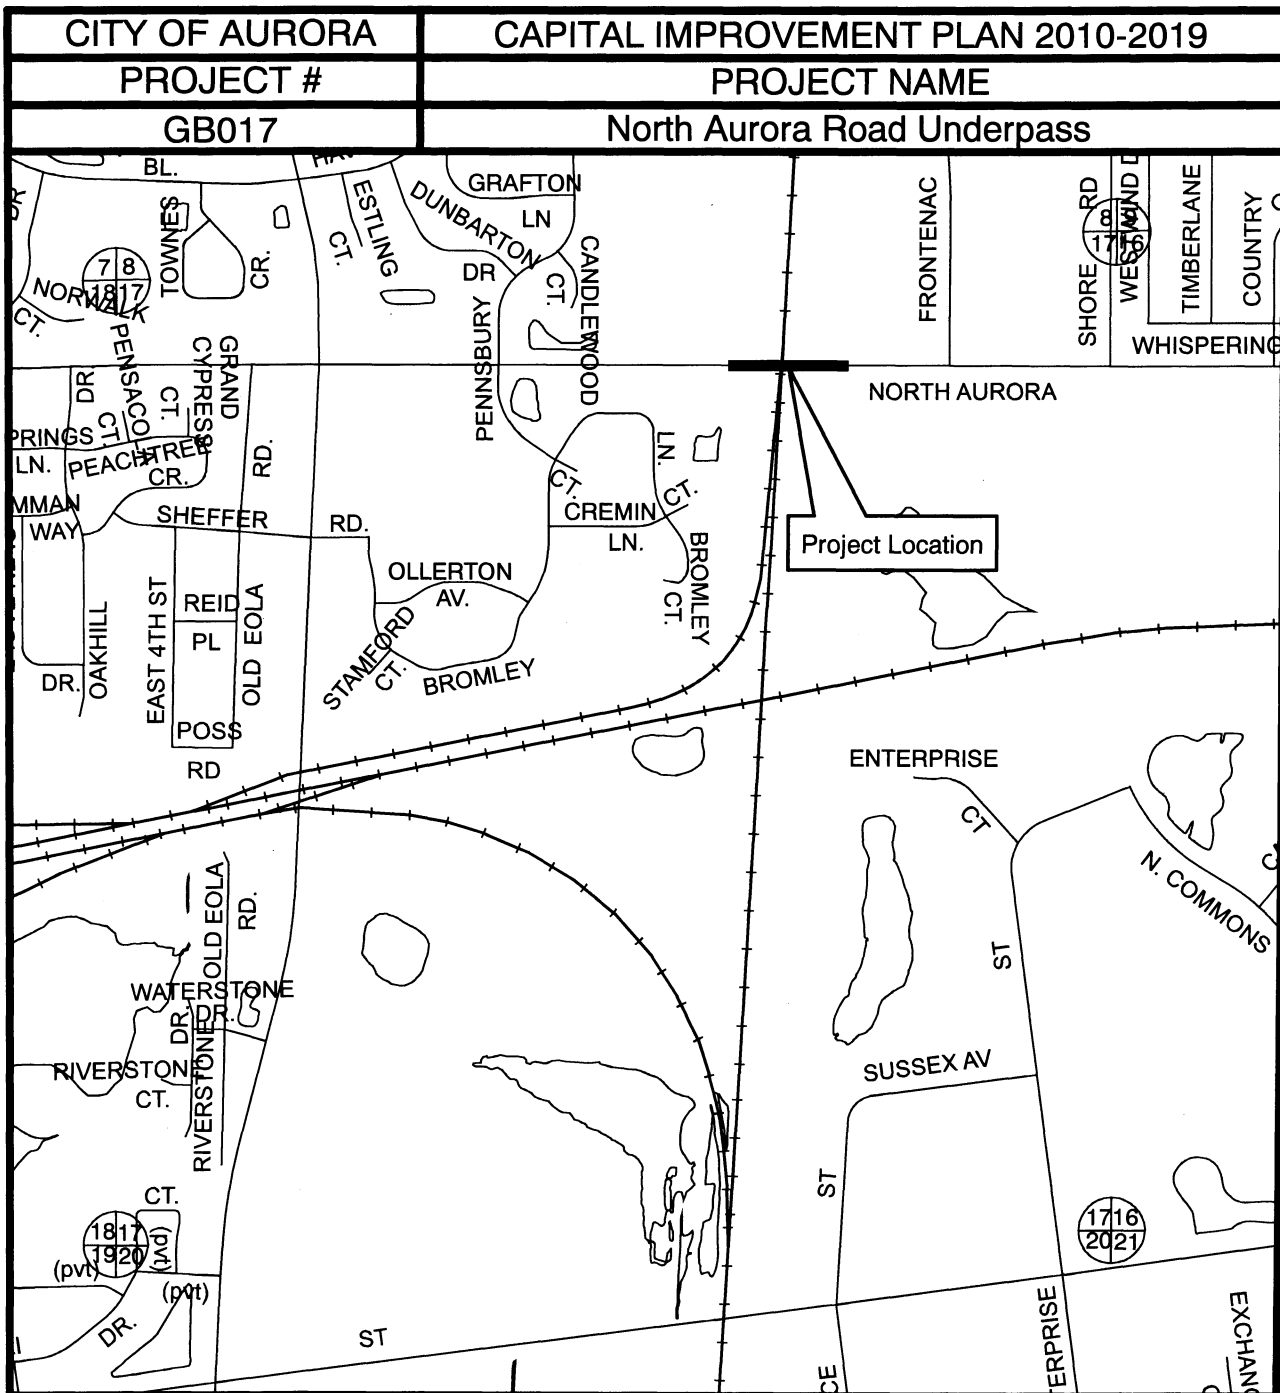 CITY OF AURORA
CAPITAL IMPROVEMENT PLAN 2010-2019
PROJECT #
PROJECT NAME
GB017
North Aurora Road Underpass
BL.
DR
TOWNES
CR.
ESTLING
CT.
DUNBARTON
DR
GRAFTON
LN
CANDLEWOOD
CT.
FRONTENAC
SHORE RD
8 9
17 16
TIMBERLANE
COUNTRY
WHISPERING
7 8
18 17
NORWALK
CT.
PENNSBURY
NORTH AURORA
DR.
PENSACOLA
CT.
CT.
GRAND
CYPRESS
RD.
LN.
PEACHTREE
CR.
WAY
SHEFFER
RD.
LN.
CT.
CT.
CREMIN
LN.
BROMLEY
CT.
Project Location
OLLERTON
AV.
STAMFORD
CT.
BROMLEY
OAKHILL
DR.
EAST 4TH ST
REID
PL
OLD EOLA
POSS
RD
ENTERPRISE
CT
N. COMMONS
ST
OLD EOLA
RD.
WATERSTONE
DR.
DR.
RIVERSTONE
CT.
RIVERSTONE
SUSSEX AV
ST
CT.
18 17
19 20
(pvt)
(pvt)
(pvt)
DR.
17 16
20 21
ST